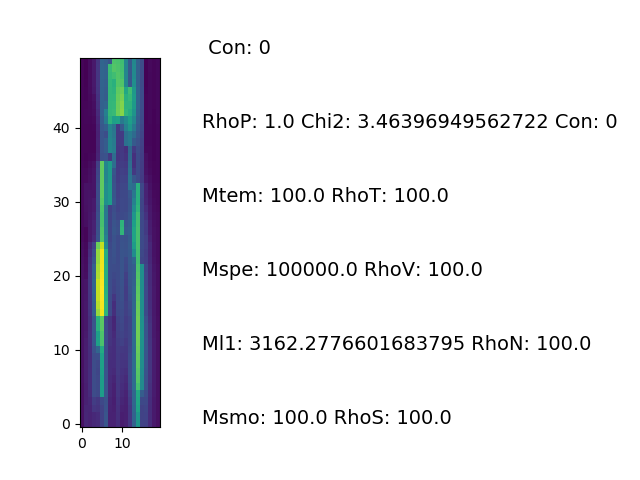 Con: 0
RhoP: 1.0 Chi2: 3.46396949562722 Con: 0
40
Mtem: 100.0 RhoT: 100.0
30
Mspe: 100000.0 RhoV: 100.0
20
Ml1: 3162.2776601683795 RhoN: 100.0
10
Msmo: 100.0 RhoS: 100.0
0
0 10